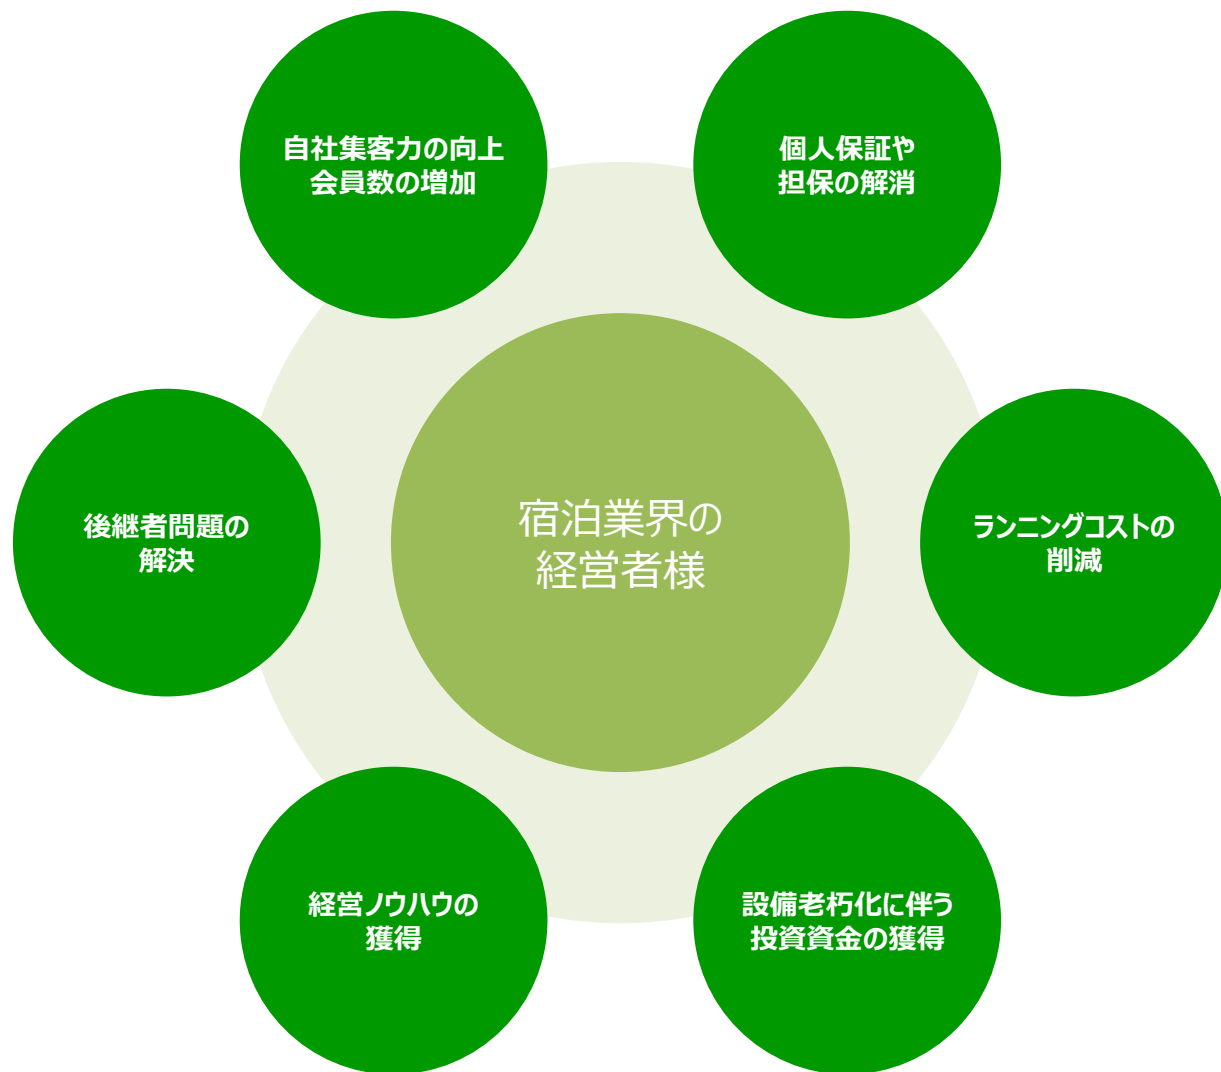 自社集客力の向上
会員数の増加
個人保証や
担保の解消
後継者問題の
解決
宿泊業界の
経営者様
ランニングコストの
削減
経営ノウハウの
獲得
設備老朽化に伴う
投資資金の獲得